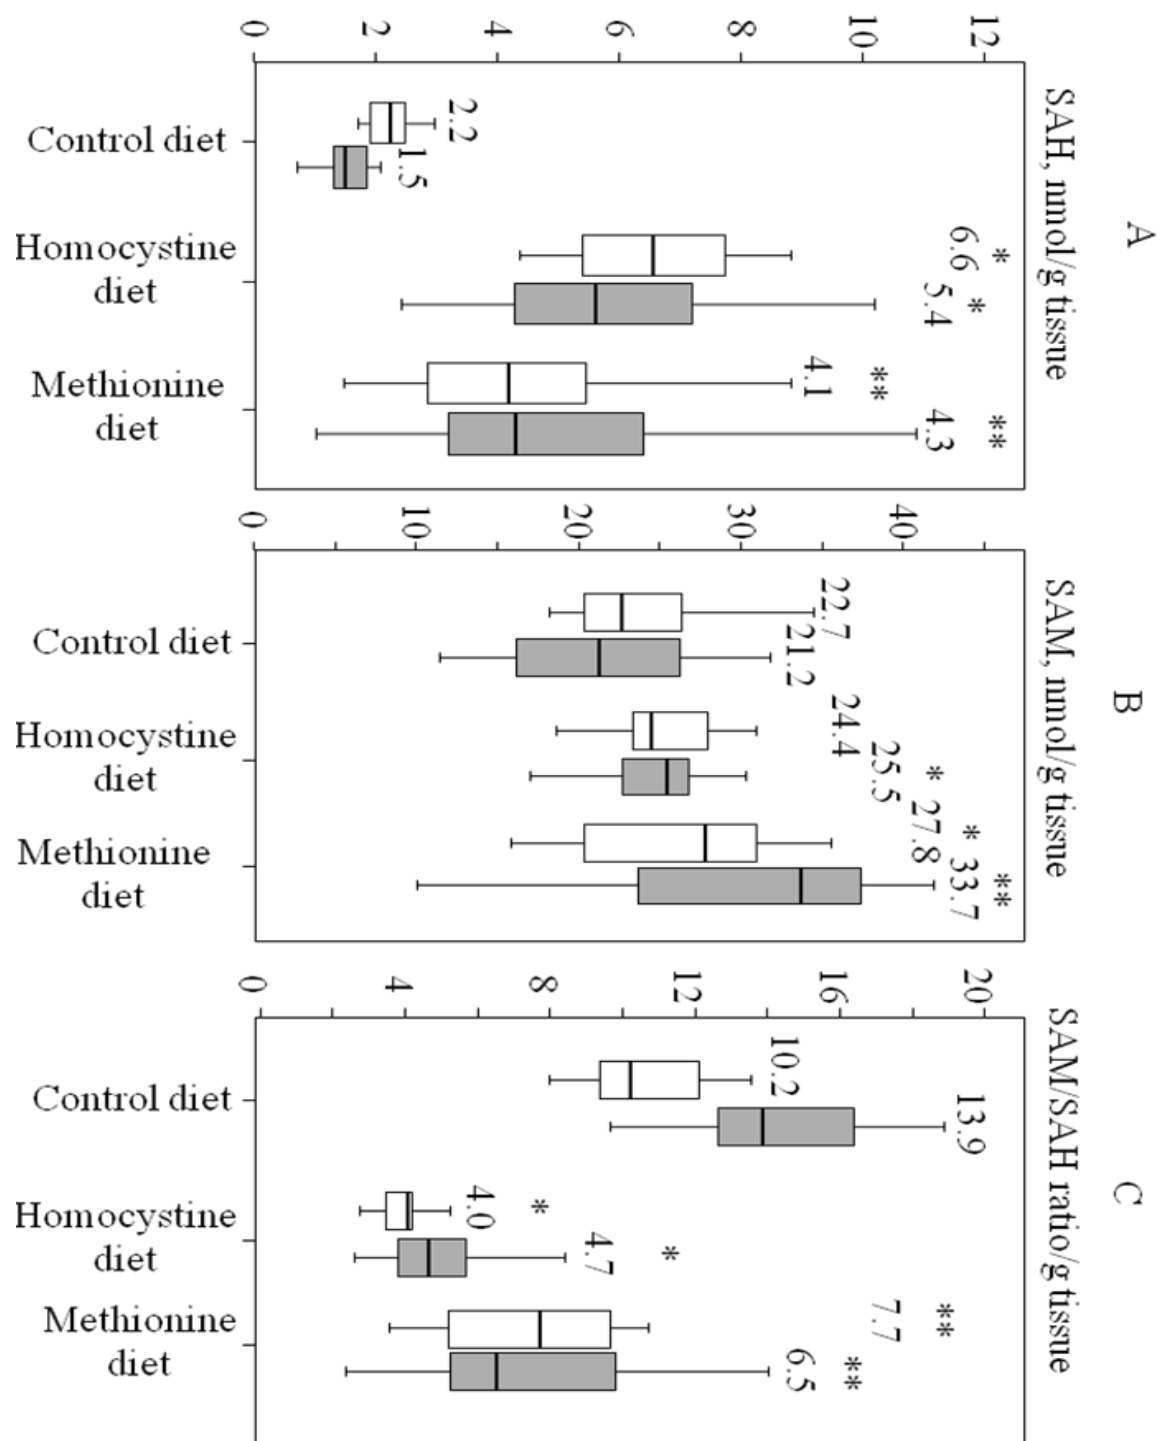 A
SAH, nmol/g tissue
0
2
4
6
8
10
12
2.2
1.5
*
6.6
*
5.4
**
4.1
**
4.3
Control diet
Homocystine
diet
Methionine
diet
B
SAM, nmol/g tissue
0
10
20
30
40
22.7
21.2
24.4
25.5
*
27.8
*
33.7
**
Control diet
Homocystine
diet
Methionine
diet
C
SAM/SAH ratio/g tissue
0
4
8
12
16
20
10.2
13.9
*
4.0
*
4.7
**
7.7
**
6.5
Control diet
Homocystine
diet
Methionine
diet